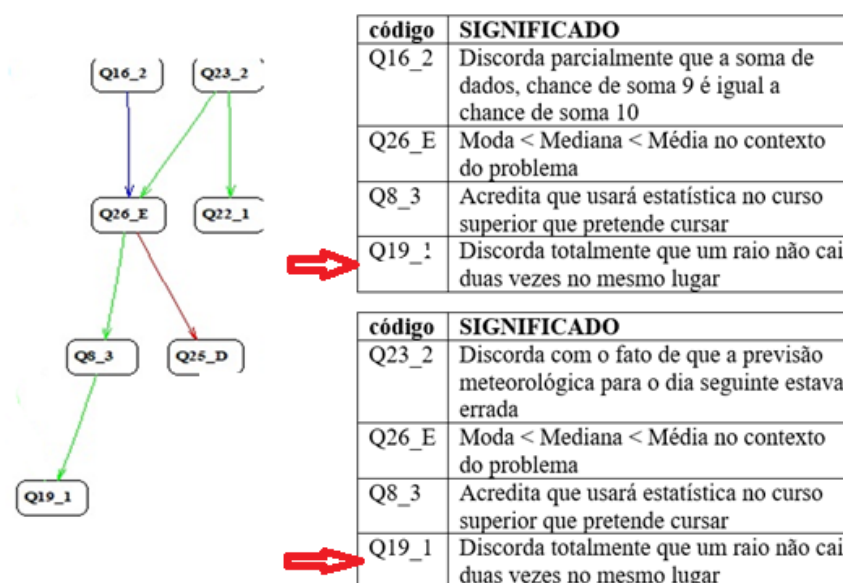 Q16_2 Q23_2
Q26_E Q22_1
Q8_3 Q25_D
Q19_1
código SIGNIFICADO
Q16_2 Discorda parcialmente que a soma de
dados, chance de soma 9 é igual a
chance de soma 10
Q26_E Moda < Mediana < Média no contexto
do problema
Q8_3 Acredita que usará estatística no curso
superior que pretende cursar
Q19_1 Discorda totalmente que um raio não cai
duas vezes no mesmo lugar
código SIGNIFICADO
Q23_2 Discorda com o fato de que a previsão
meteorológica para o dia seguinte estava
errada
Q26_E Moda < Mediana < Média no contexto
do problema
Q8_3 Acredita que usará estatística no curso
superior que pretende cursar
Q19_1 Discorda totalmente que um raio não cai
duas vezes no mesmo lugar